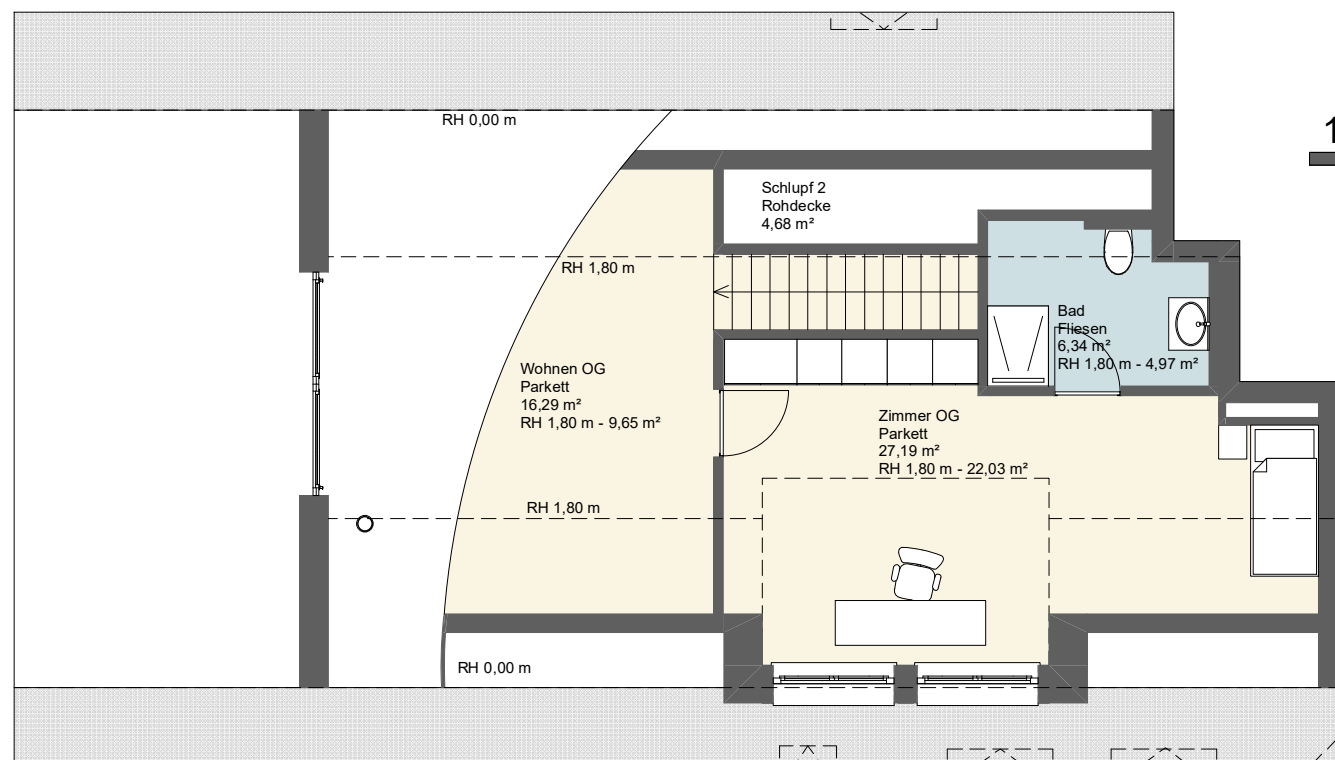 RH 0,00 m
1
Schlupf 2
Rohdecke
4,68 m²
RH 1,80 m
Bad
Fliesen
6,34 m²
RH 1,80 m - 4,97 m²
Wohnen OG
Parkett
16,29 m²
RH 1,80 m - 9,65 m²
Zimmer OG
Parkett
27,19 m²
RH 1,80 m - 22,03 m²
RH 1,80 m
RH 0,00 m